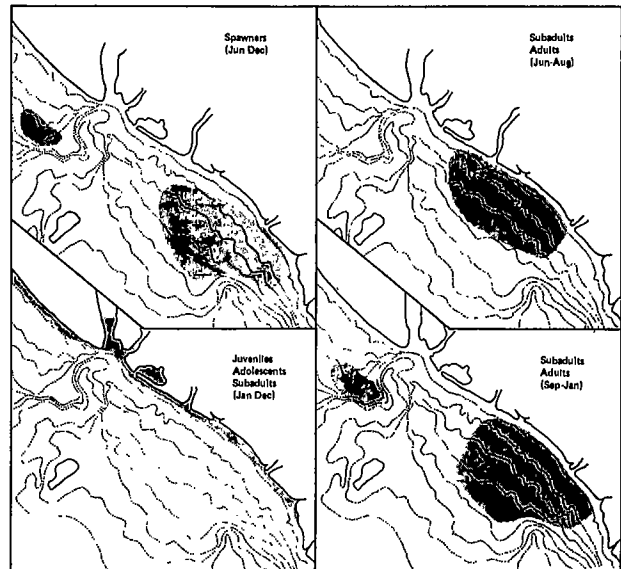 Spawners
(Jun Dec)
Subadults
Adults
(Jun-Aug)
Juveniles
Adolescents
Subadults
(Jan Dec)
Subadults
Adults
(Sep-Jan)